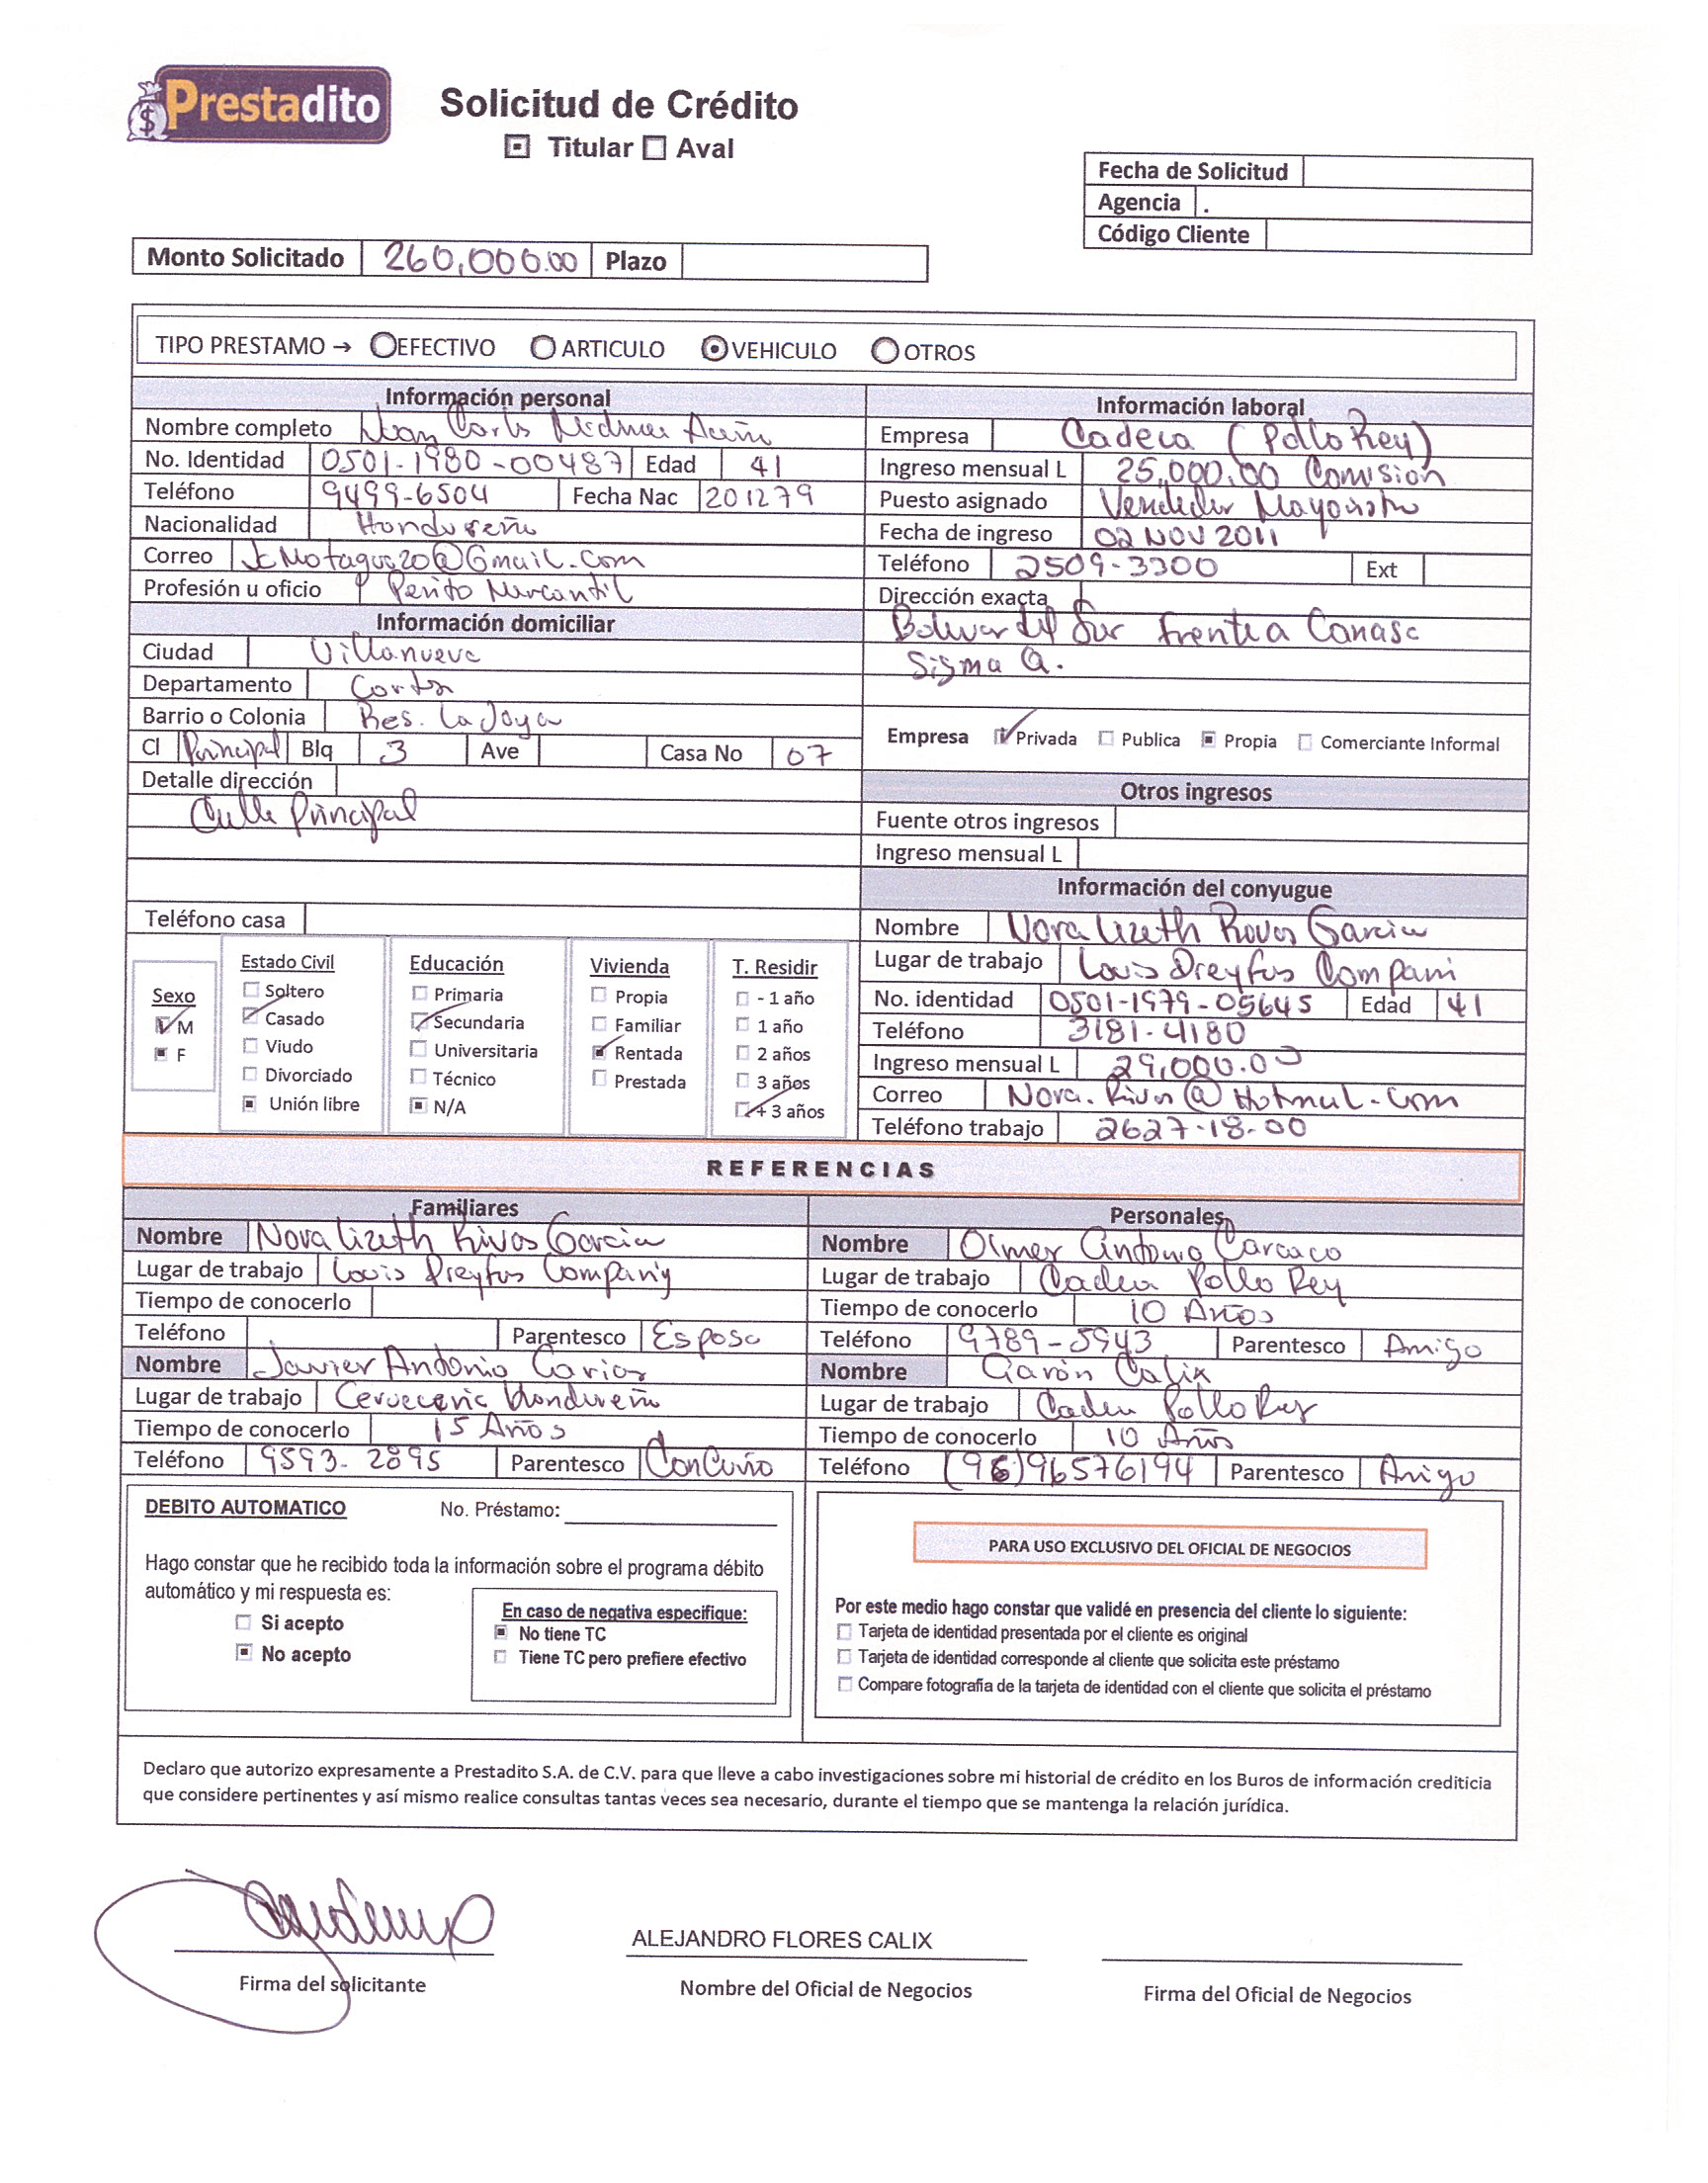 Prestadito
Solicitud de Crédito
Titular Aval
Fecha de Solicitud
Agencia .
Código Cliente
Monto Solicitado 260,000.00 Plazo
TIPO PRESTAMO → EFECTIVO ARTICULO VEHICULO OTROS
Información personal
Nombre completo Juan Carlos
No. Identidad 0501-1980-00487 Edad 41
Teléfono 9499-6504 Fecha Nac 201279
Nacionalidad Hondureño
Correo JcMotagua20@Gmail.com
Profesión u oficio Perito Mercantil
Información domiciliar
Ciudad Villanueva
Departamento Cortes
Barrio o Colonia Res. La Joya
Cl Principal Blq 3 Ave Casa No 07
Detalle dirección
Calle Principal
Teléfono casa
Sexo
M
F
Estado Civil
Soltero
Casado
Viudo
Divorciado
Unión libre
Educación
Primaria
Secundaria
Universitaria
Técnico
N/A
Vivienda
Propia
Familiar
Rentada
Prestada
T. Residir
- 1 año
1 año
2 años
3 años
+ 3 años
Información laboral
Empresa Cadeca (Pollo Rey)
Ingreso mensual L 25,000.00 Comision
Puesto asignado Vendedor Mayorista
Fecha de ingreso 02 NOV 2011
Teléfono 2509-3300 Ext
Dirección exacta
Bolivar del Sur frente a
Sigma Q.
Empresa Privada Publica Propia Comerciante Informal
Otros ingresos
Fuente otros ingresos
Ingreso mensual L
Información del conyugue
Nombre Nora Lizeth Rivas Garcia
Lugar de trabajo Louis Dreyfus Compani
No. identidad 0501-1979-05645 Edad 41
Teléfono 3181-4180
Ingreso mensual L 29,000.00
Correo Nora.Rivas@Hotmail.com
Teléfono trabajo 2627-18-00
REFERENCIAS
Familiares
Nombre Nora Lizeth Rivas Garcia
Lugar de trabajo Louis Dreyfus Company
Tiempo de conocerlo
Teléfono Parentesco Esposa
Nombre Javier Antonio
Lugar de trabajo Cerveceria Hondureña
Tiempo de conocerlo 15 Años
Teléfono 9593-2895 Parentesco Concuño
Personales
Nombre Olmer Antonio
Lugar de trabajo Cadeca Pollo Rey
Tiempo de conocerlo 10 Años
Teléfono 9789-5943 Parentesco Amigo
Nombre Calix
Lugar de trabajo Cadeca Pollo Rey
Tiempo de conocerlo 10 Años
Teléfono (96)96576194 Parentesco Amigo
DEBITO AUTOMATICO No. Préstamo:
Hago constar que he recibido toda la información sobre el programa débito
automático y mi respuesta es:
Si acepto
No acepto
En caso de negativa especifique:
No tiene TC
Tiene TC pero prefiere efectivo
PARA USO EXCLUSIVO DEL OFICIAL DE NEGOCIOS
Por este medio hago constar que validé en presencia del cliente lo siguiente:
Tarjeta de identidad presentada por el cliente es original
Tarjeta de identidad corresponde al cliente que solicita este préstamo
Compare fotografía de la tarjeta de identidad con el cliente que solicita el préstamo
Declaro que autorizo expresamente a Prestadito S.A. de C.V. para que lleve a cabo investigaciones sobre mi historial de crédito en los Buros de información crediticia
que considere pertinentes y así mismo realice consultas tantas veces sea necesario, durante el tiempo que se mantenga la relación jurídica.
Firma del solicitante
ALEJANDRO FLORES CALIX
Nombre del Oficial de Negocios
Firma del Oficial de Negocios